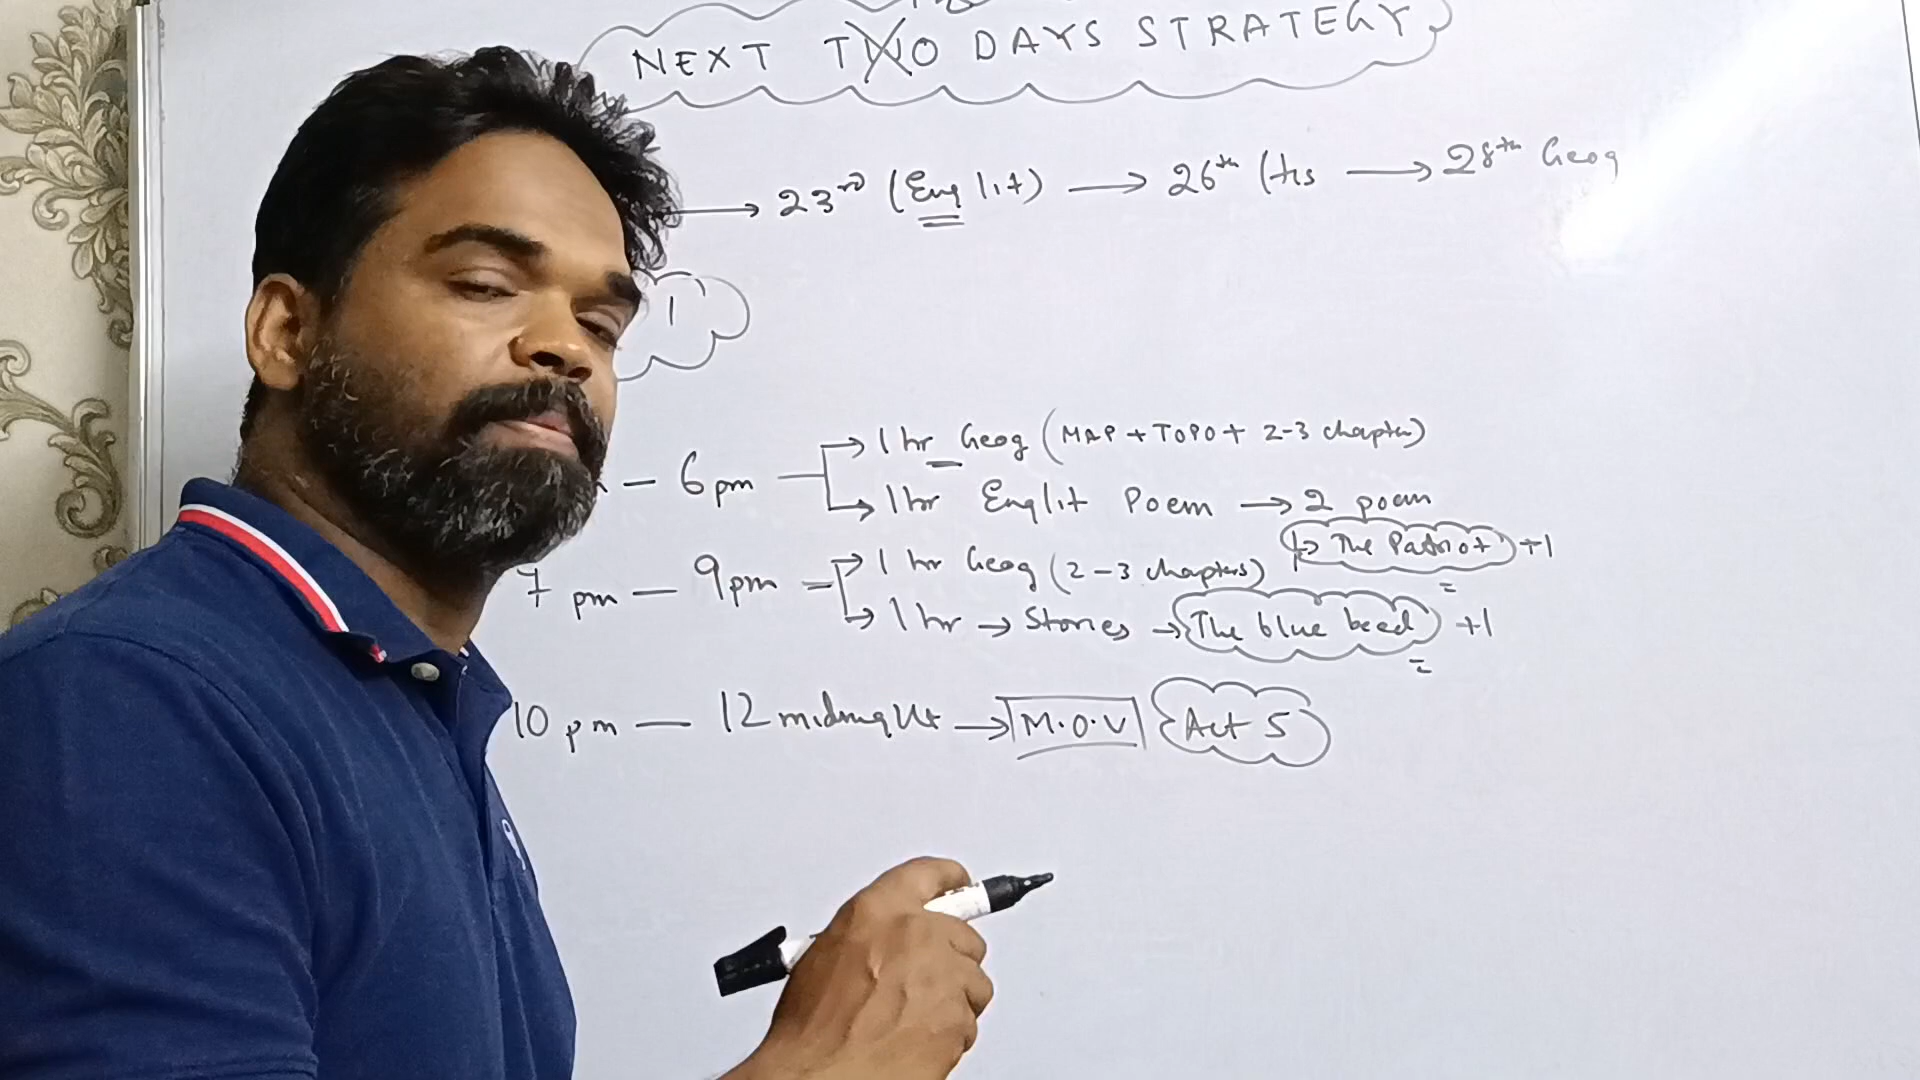 NEXT TWO DAYS STRATEGY
→ 23rd (Eng lit) → 26th (His → 28th Geog
1
– 6 pm → 1 hr Geog (MAP + TOPO + 2-3 chapters)
→ 1 hr Eng lit Poem → 2 poem
↳ The Patriot +1
7 pm – 9 pm → 1 hr Geog (2-3 chapters)
→ 1 hr → Stories → The blue bead +1
10 pm – 12 midnight → M.O.V Act 5